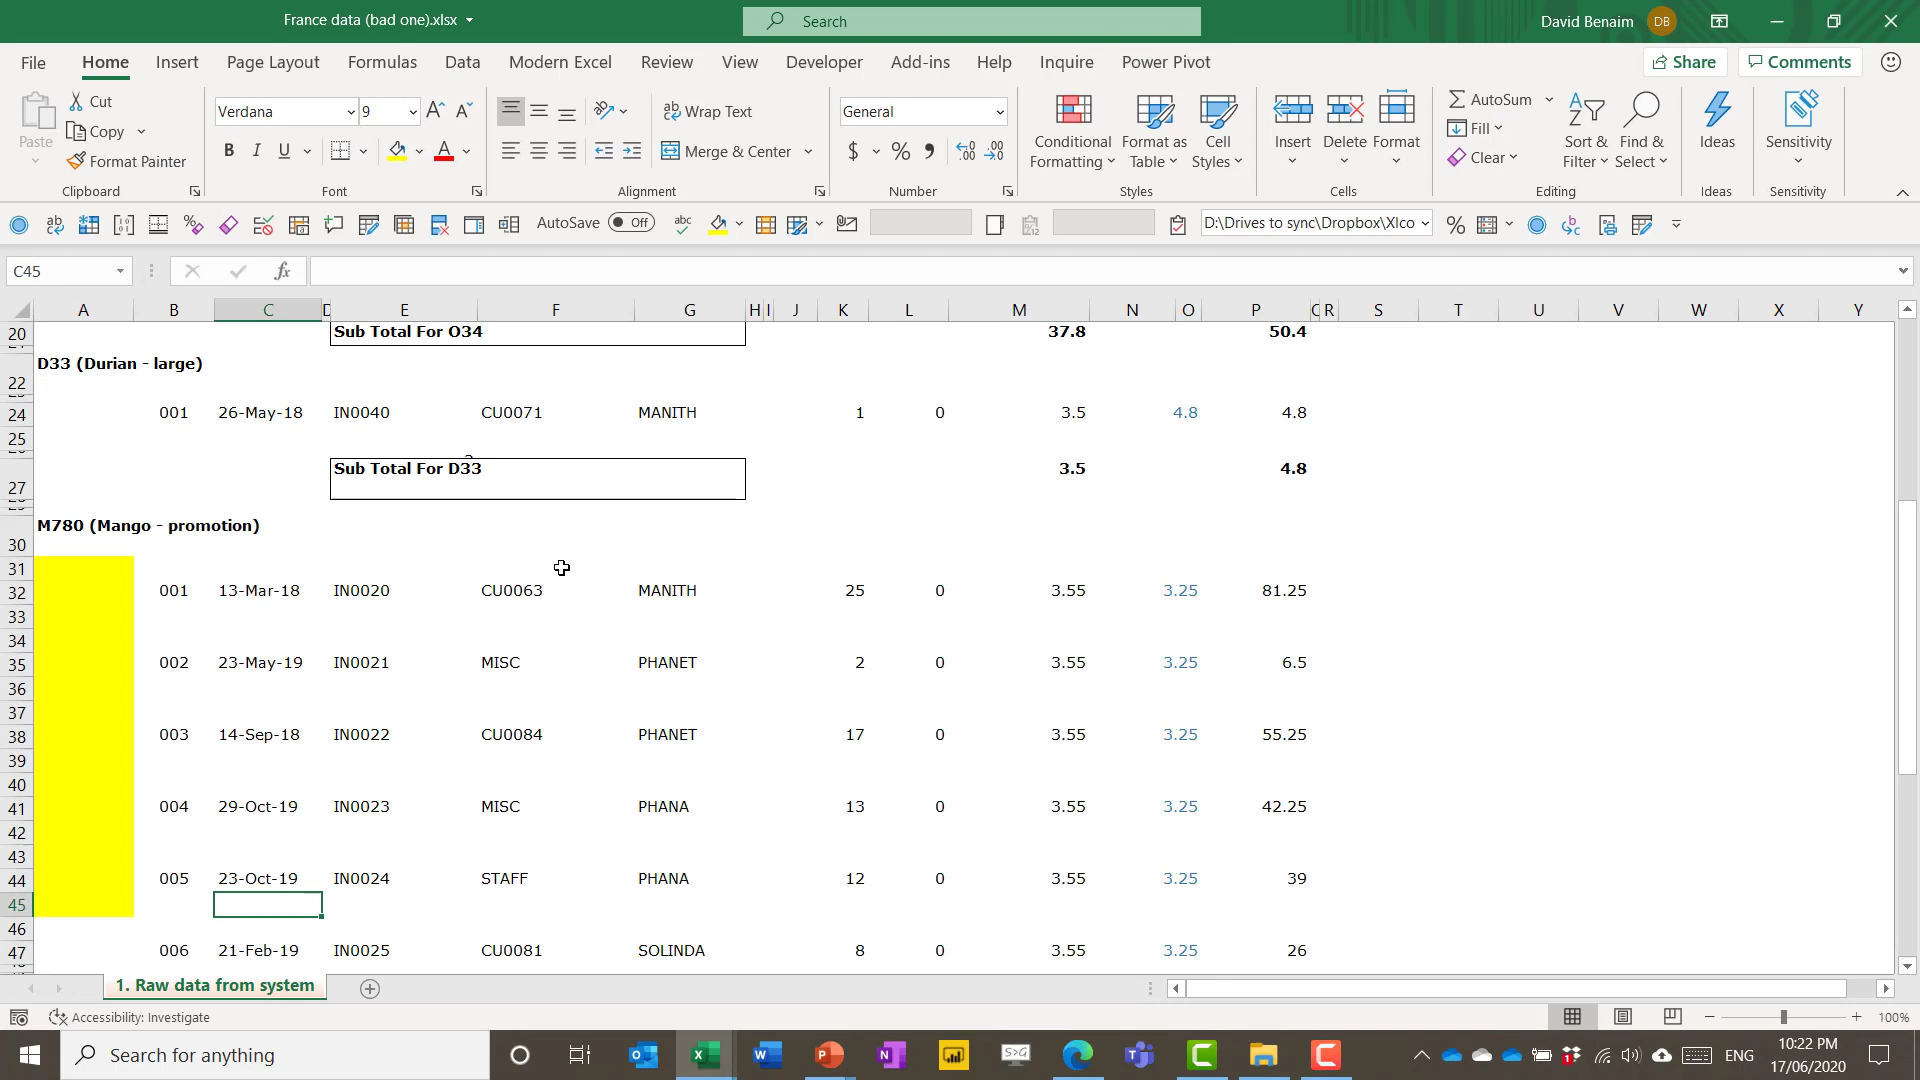 France data (bad one).xlsx
Search
David Benaim
DB
File Home Insert Page Layout Formulas Data Modern Excel Review View Developer Add-ins Help Inquire Power Pivot
Share
Comments
Paste
Cut
Copy
Format Painter
Clipboard
Verdana 9
B I U
Font
Wrap Text
Merge & Center
Alignment
General
$ % ,
Number
Conditional Formatting
Format as Table
Cell Styles
Styles
Insert Delete Format
Cells
AutoSum
Fill
Clear
Sort & Filter
Find & Select
Editing
Ideas
Ideas
Sensitivity
Sensitivity
AutoSave Off
D:\Drives to sync\Dropbox\Xlco
C45
fx
A B C D E F G H I J K L M N O P Q R S T U V W X Y
20 Sub Total For O34 37.8 50.4
D33 (Durian - large)
22
24 001 26-May-18 IN0040 CU0071 MANITH 1 0 3.5 4.8 4.8
25
27 Sub Total For D33 3.5 4.8
M780 (Mango - promotion)
30
31
32 001 13-Mar-18 IN0020 CU0063 MANITH 25 0 3.55 3.25 81.25
33
34
35 002 23-May-19 IN0021 MISC PHANET 2 0 3.55 3.25 6.5
36
37
38 003 14-Sep-18 IN0022 CU0084 PHANET 17 0 3.55 3.25 55.25
39
40
41 004 29-Oct-19 IN0023 MISC PHANA 13 0 3.55 3.25 42.25
42
43
44 005 23-Oct-19 IN0024 STAFF PHANA 12 0 3.55 3.25 39
45
46
47 006 21-Feb-19 IN0025 CU0081 SOLINDA 8 0 3.55 3.25 26
1. Raw data from system
Accessibility: Investigate
100%
Search for anything
ENG
10:22 PM
17/06/2020